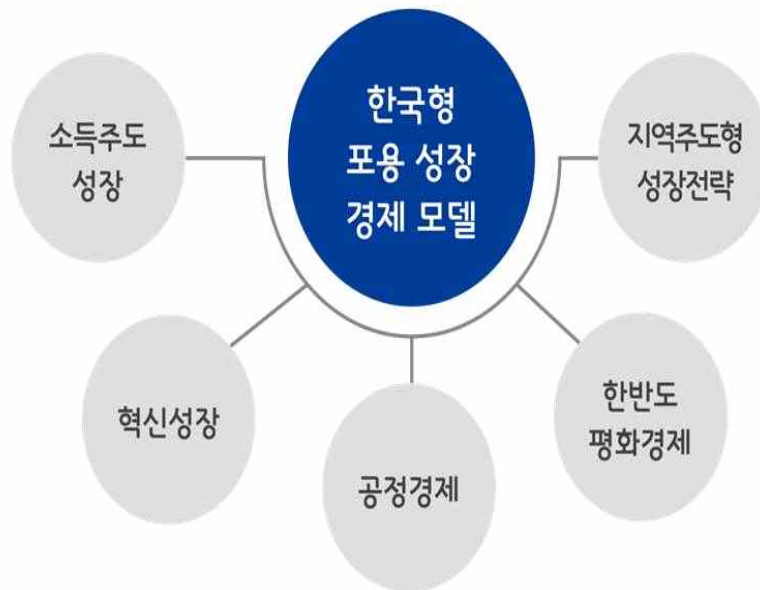 한국형
포용 성장
경제 모델
소득주도
성장
혁신성장
공정경제
한반도
평화경제
지역주도형
성장전략